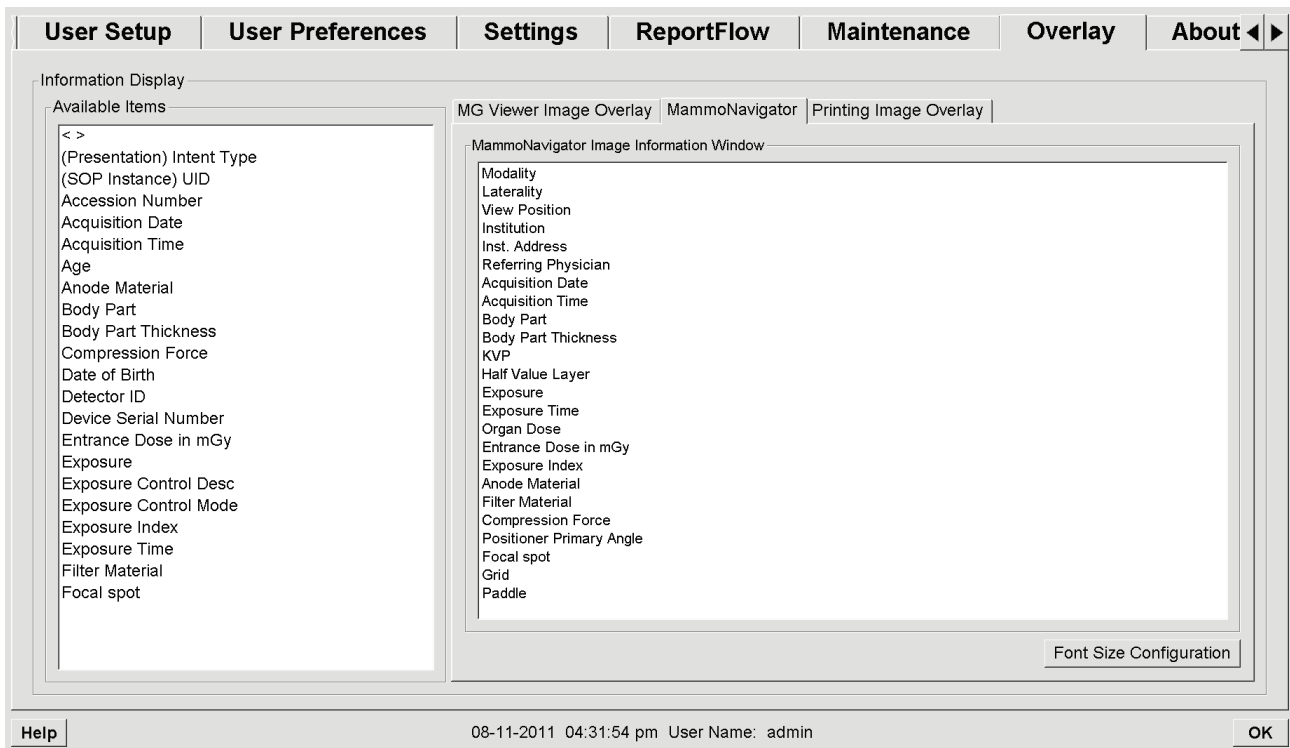 User Setup
User Preferences
Settings
ReportFlow
Maintenance
Overlay
About
Information Display
Available Items
< >
(Presentation) Intent Type
(SOP Instance) UID
Accession Number
Acquisition Date
Acquisition Time
Age
Anode Material
Body Part
Body Part Thickness
Compression Force
Date of Birth
Detector ID
Device Serial Number
Entrance Dose in mGy
Exposure
Exposure Control Desc
Exposure Control Mode
Exposure Index
Exposure Time
Filter Material
Focal spot
MG Viewer Image Overlay
MammoNavigator
Printing Image Overlay
MammoNavigator Image Information Window
Modality
Laterality
View Position
Institution
Inst. Address
Referring Physician
Acquisition Date
Acquisition Time
Body Part
Body Part Thickness
KVP
Half Value Layer
Exposure
Exposure Time
Organ Dose
Entrance Dose in mGy
Exposure Index
Anode Material
Filter Material
Compression Force
Positioner Primary Angle
Focal spot
Grid
Paddle
Font Size Configuration
Help
08-11-2011 04:31:54 pm User Name: admin
OK